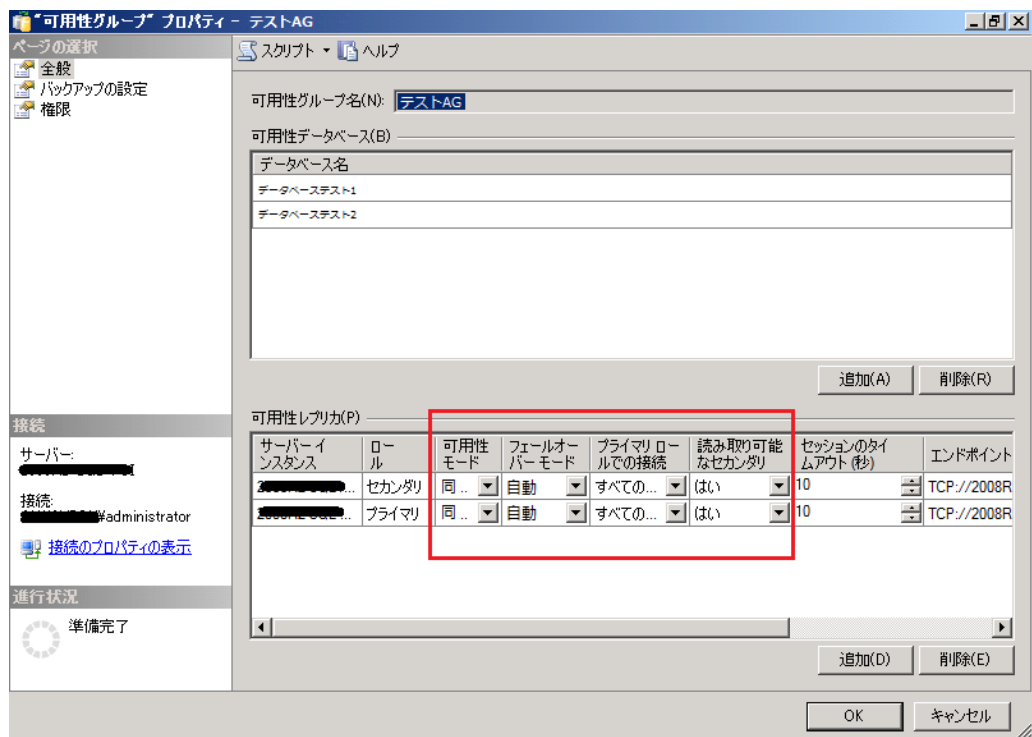 "可用性グループ" プロパティ - テストAG
ページの選択
全般
バックアップの設定
権限
スクリプト
ヘルプ
可用性グループ名(N): テストAG
可用性データベース(B)
データベース名
データベーステスト1
データベーステスト2
追加(A)
削除(R)
可用性レプリカ(P)
サーバー インスタンス
ロール
可用性モード
フェールオーバー モード
プライマリ ロールでの接続
読み取り可能なセカンダリ
セッションのタイムアウト (秒)
エンドポイント
セカンダリ 同... 自動 すべての... はい 10 TCP://2008R
プライマリ 同... 自動 すべての... はい 10 TCP://2008R
追加(D)
削除(E)
接続
サーバー:
接続:
¥administrator
接続のプロパティの表示
進行状況
準備完了
OK
キャンセル